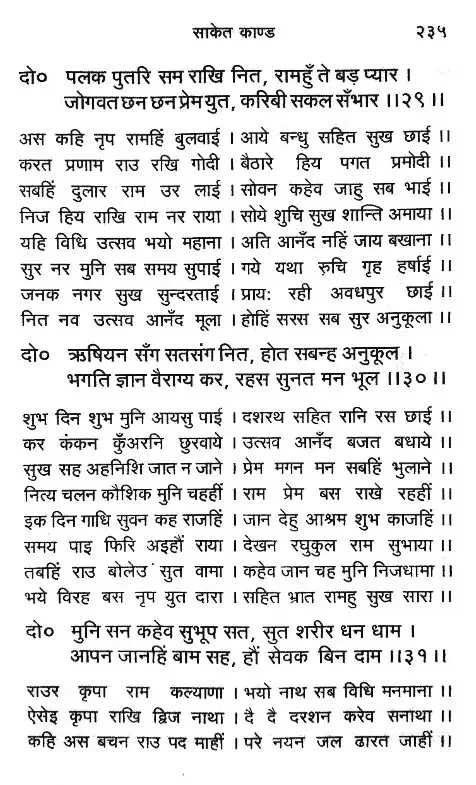 साकेत काण्ड २३५
दो० पलक पुतरि सम राखि नित, रामहुँ ते बड़ प्यार ।
जोगवत छन छन प्रेम युत, करिबी सकल सँभार ।।२९।।
अस कहि नृप रामहिं बुलवाई । आये बन्धु सहित सुख छाई ।।
करत प्रणाम राउ रखि गोदी । बैठारे हिय पगत प्रमोदी ।।
सबहिं दुलार राम उर लाई । सोवन कहेव जाहु सब भाई ।।
निज हिय राखि राम नर राया । सोये शुचि सुख शान्ति अमाया ।।
यहि विधि उत्सव भयो महाना । अति आनँद नहिं जाय बखाना ।।
सुर नर मुनि सब समय सुपाई । गये यथा रुचि गृह हर्षाई ।।
जनक नगर सुख सुन्दरताई । प्रायः रही अवधपुर छाई ।।
नित नव उत्सव आनँद मूला । होहिं सरस सब सुर अनुकूला ।।
दो० ऋषियन सँग सतसंग नित, होत सबन्ह अनुकूल ।
भगति ज्ञान वैराग्य कर, रहस सुनत मन भूल ।।३०।।
शुभ दिन शुभ मुनि आयसु पाई । दशरथ सहित रानि रस छाई ।।
कर कंकन कुँअरनि छुरवाये । उत्सव आनँद बजत बधाये ।।
सुख सह अहनिशि जात न जाने । प्रेम मगन मन सबहिं भुलाने ।।
नित्य चलन कौशिक मुनि चहहीं । राम प्रेम बस राखे रहहीं ।।
इक दिन गाधि सुवन कह राजहिं । जान देहु आश्रम शुभ काजहिं ।।
समय पाइ फिरि अइहौं राया । देखन रघुकुल राम सुभाया ।।
तबहिं राउ बोलेउ सुत वामा । कहेव जान चह मुनि निजधामा ।।
भये विरह बस नृप युत दारा । सहित भ्रात रामहु सुख सारा ।।
दो० मुनि सन कहेव सुभूप सत, सुत शरीर धन धाम ।
आपन जानहिं बाम सह, हौं सेवक बिन दाम ।।३१।।
राउर कृपा राम कल्याणा । भयो नाथ सब विधि मनमाना ।।
ऐसेइ कृपा राखि द्विज नाथा । दै दै दरशन करेव सनाथा ।।
कहि अस बचन राउ पद माहीं । परे नयन जल ढारत जाहीं ।।